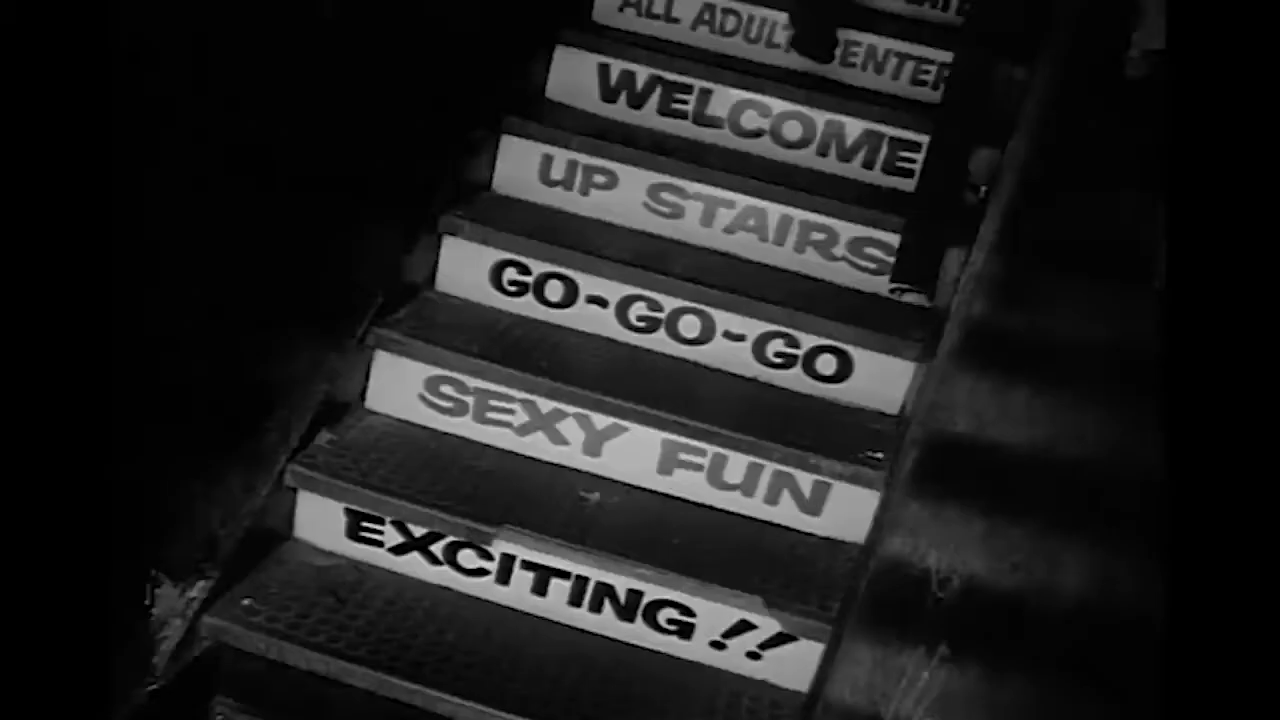 ALL ADULT ENTER
WELCOME
UP STAIRS
GO-GO-GO
SEXY FUN
EXCITING!!